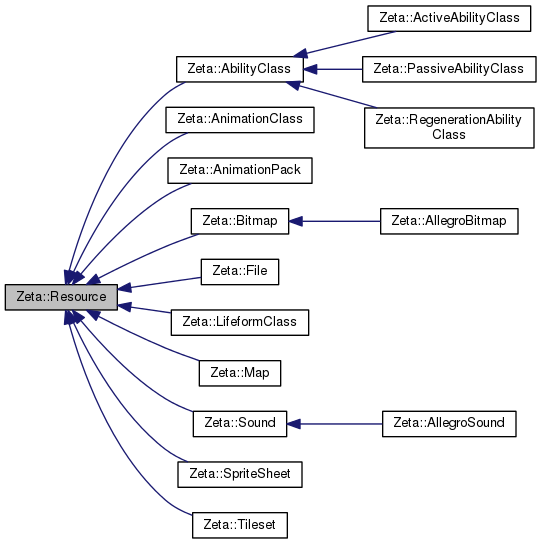 Zeta::ActiveAbilityClass
Zeta::AbilityClass
Zeta::PassiveAbilityClass
Zeta::AnimationClass
Zeta::RegenerationAbility
Class
Zeta::AnimationPack
Zeta::Bitmap
Zeta::AllegroBitmap
Zeta::File
Zeta::Resource
Zeta::LifeformClass
Zeta::Map
Zeta::Sound
Zeta::AllegroSound
Zeta::SpriteSheet
Zeta::Tileset